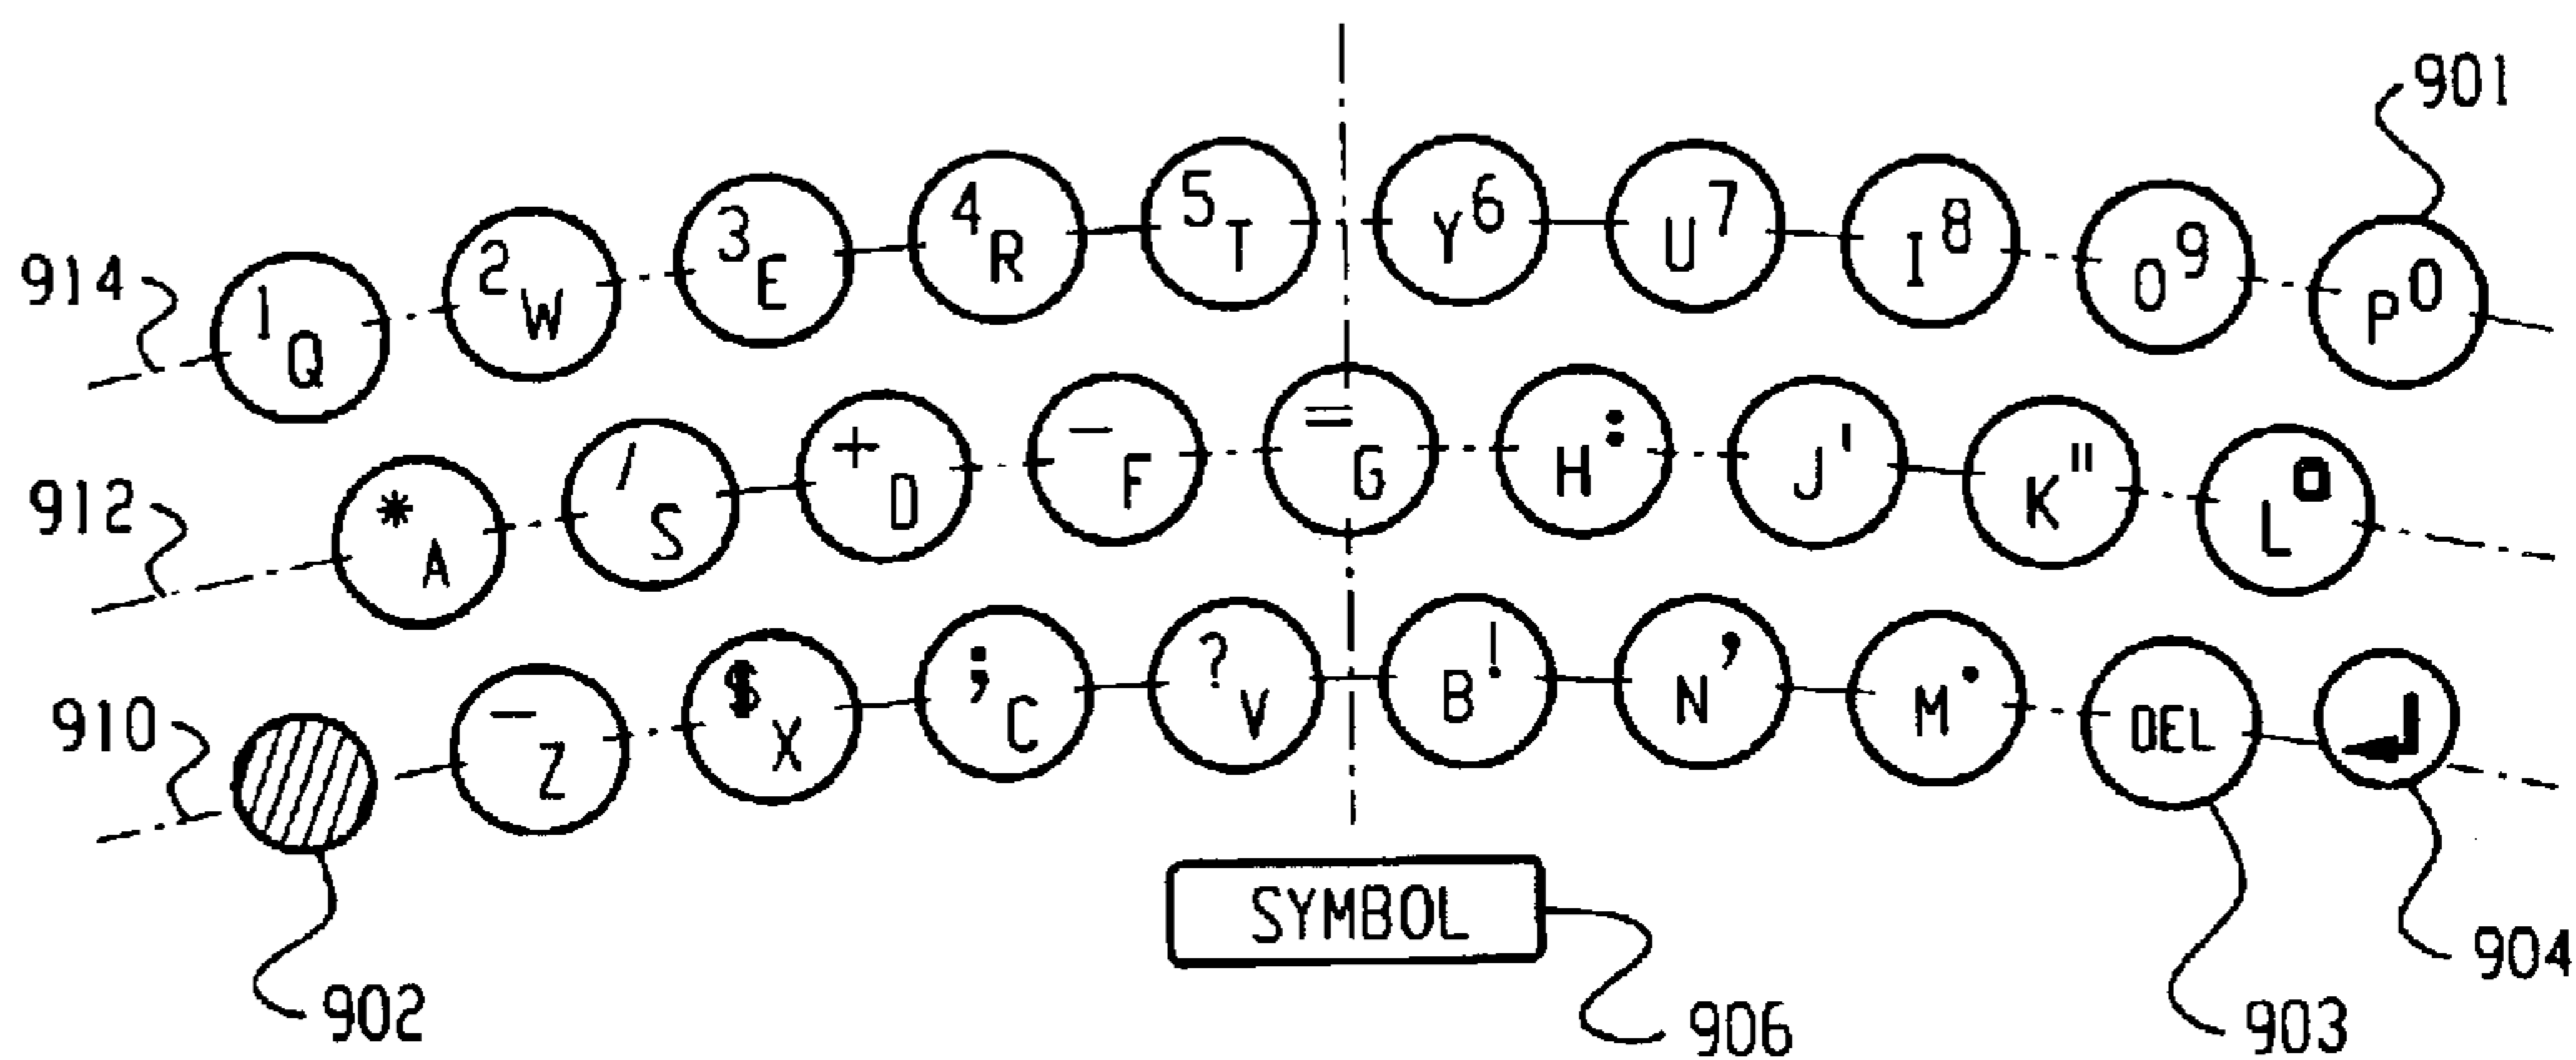 901
914 1Q 2W 3E 4R 5T Y6 U7 I8 O9 P0
912 *A /S +D -F =G H: J' K" L□
910 -Z $X ;C ?V B! N, M. DEL ↵
SYMBOL
902 906 903 904